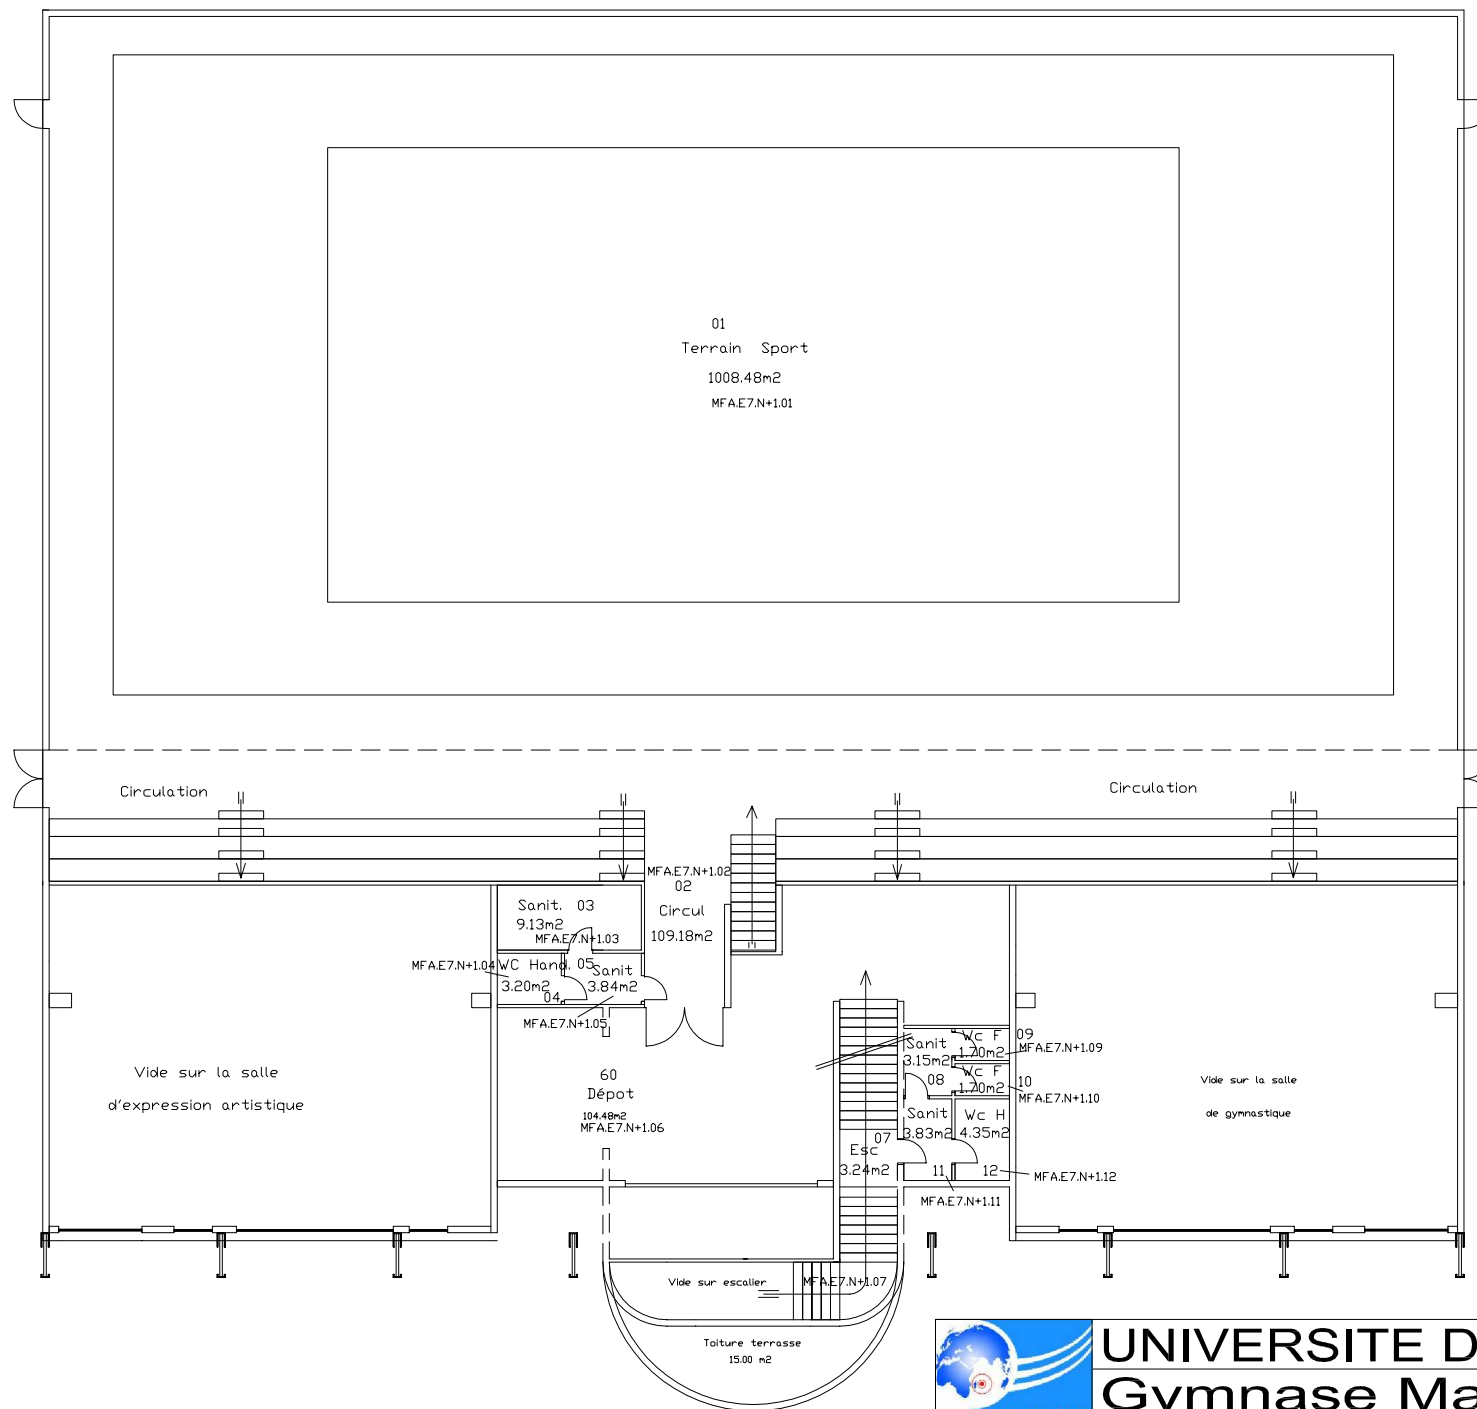 01
Terrain Sport
1008.48m2
MFA.E7.N+1.01
Circulation
Circulation
MFA.E7.N+1.02
02
Circul
109.18m2
Sanit. 03
9.13m2
MFA.E7.N+1.03
MFA.E7.N+1.04
WC Hand.
3.20m2
04
05
Sanit
3.84m2
MFA.E7.N+1.05
60
Dépot
104.48m2
MFA.E7.N+1.06
Vide sur la salle
d'expression artistique
Sanit
3.15m2
08
Wc F
09
1.70m2
MFA.E7.N+1.09
Wc F
10
1.70m2
MFA.E7.N+1.10
Sanit
3.83m2
11
MFA.E7.N+1.11
Wc H
4.35m2
12
MFA.E7.N+1.12
07
Esc
3.24m2
Vide sur la salle
de gymnastique
Vide sur escalier
MFA.E7.N+1.07
Toiture terrasse
15.00 m2
UNIVERSITE D
Gymnase Ma